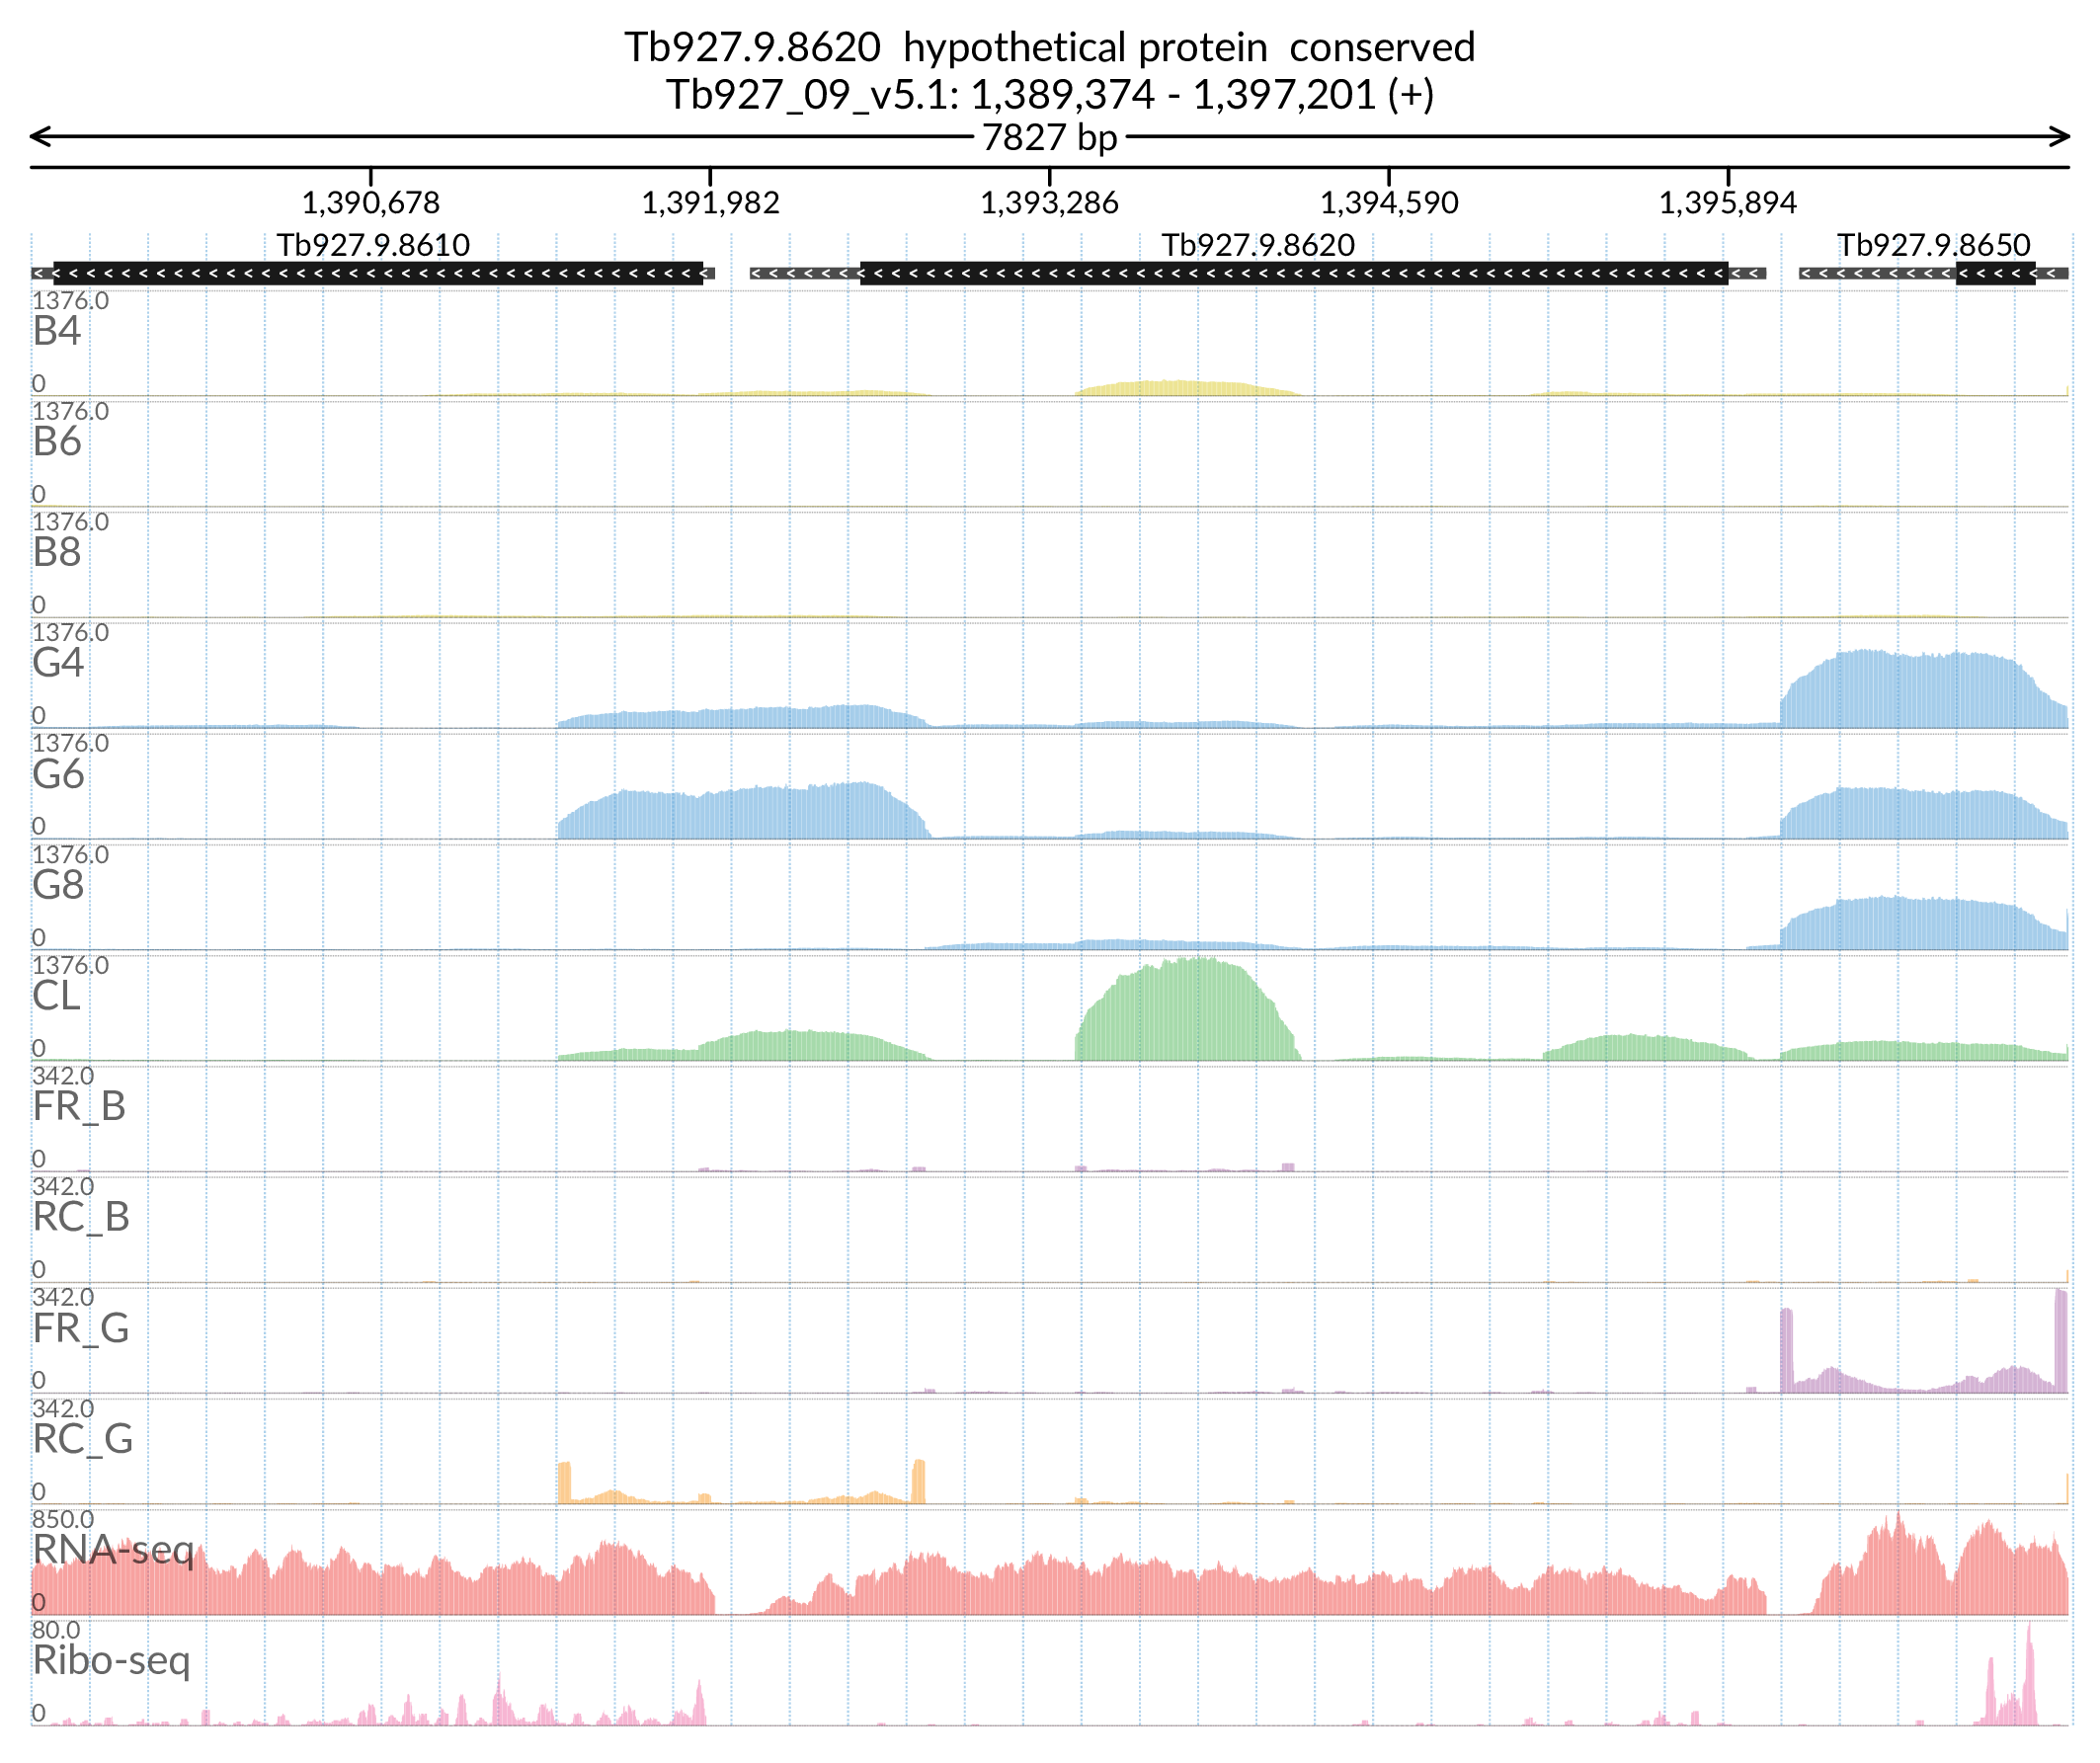 Tb927.9.8620 hypothetical protein conserved
Tb927_09_v5.1: 1,389,374 - 1,397,201 (+)
7827 bp
1,390,678 1,391,982 1,393,286 1,394,590 1,395,894
Tb927.9.8610 Tb927.9.8620 Tb927.9.8650
1376.0
B4
0
1376.0
B6
0
1376.0
B8
0
1376.0
G4
0
1376.0
G6
0
1376.0
G8
0
1376.0
CL
0
342.0
FR_B
0
342.0
RC_B
0
342.0
FR_G
0
342.0
RC_G
0
850.0
RNA-seq
0
80.0
Ribo-seq
0